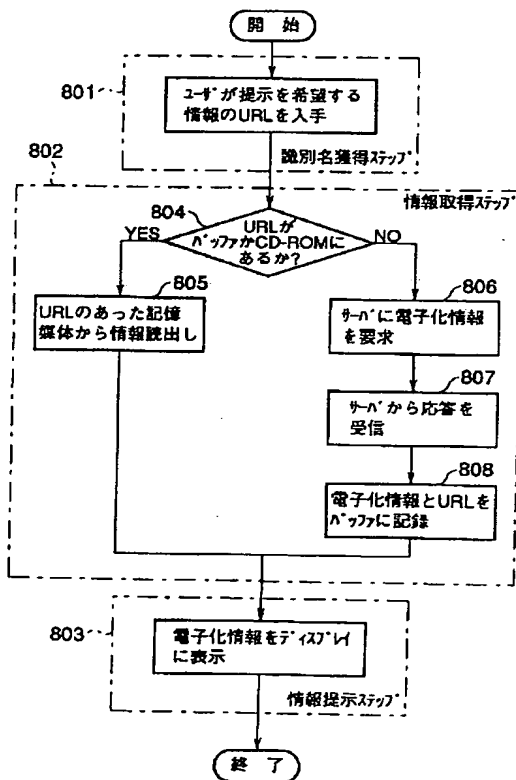 開 始
801
ユーザが提示を希望する
情報のURLを入手
識別名獲得ステップ
802
情報取得ステップ
804
URLが
バッファかCD-ROMに
あるか?
YES
NO
805
URLのあった記憶
媒体から情報読出し
806
サーバに電子化情報
を要求
807
サーバから応答を
受信
808
電子化情報とURLを
バッファに記録
803
電子化情報をディスプレイ
に表示
情報提示ステップ
終 了